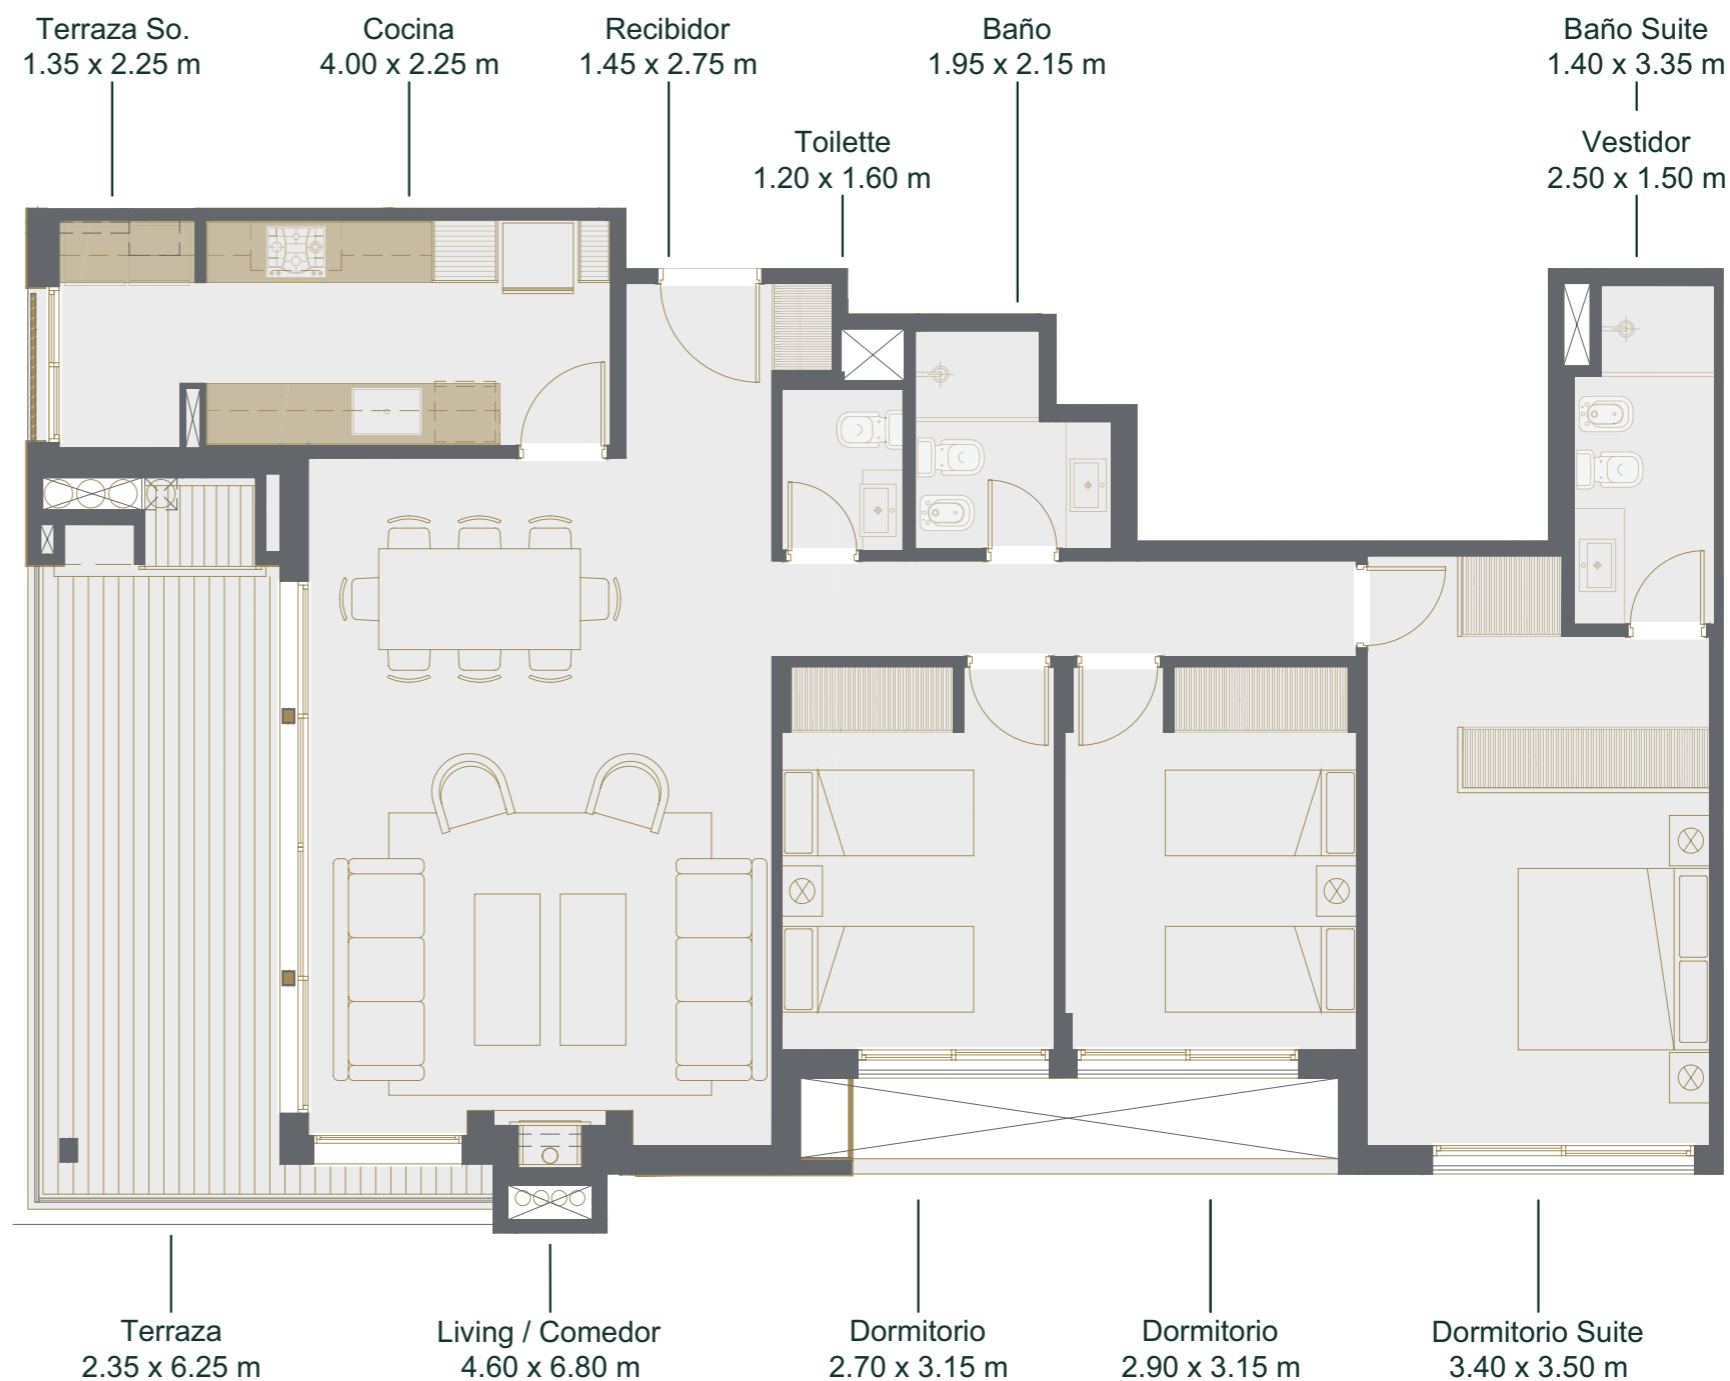 Terraza So.
1.35 x 2.25 m
Cocina
4.00 x 2.25 m
Recibidor
1.45 x 2.75 m
Baño
1.95 x 2.15 m
Baño Suite
1.40 x 3.35 m
Toilette
1.20 x 1.60 m
Vestidor
2.50 x 1.50 m
Terraza
2.35 x 6.25 m
Living / Comedor
4.60 x 6.80 m
Dormitorio
2.70 x 3.15 m
Dormitorio
2.90 x 3.15 m
Dormitorio Suite
3.40 x 3.50 m